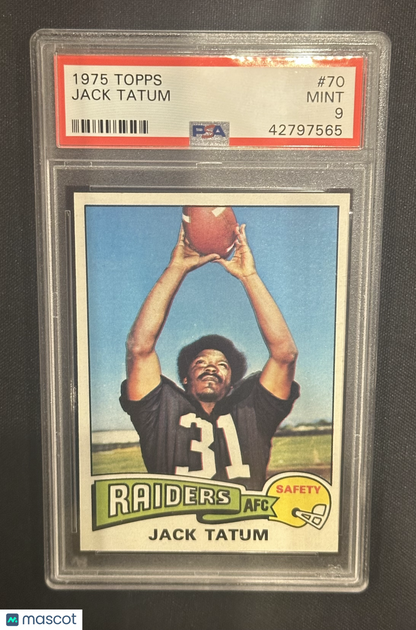 1975 TOPPS #70
JACK TATUM MINT
9
PSA 42797565
31
RAIDERS AFC SAFETY
JACK TATUM
mascot